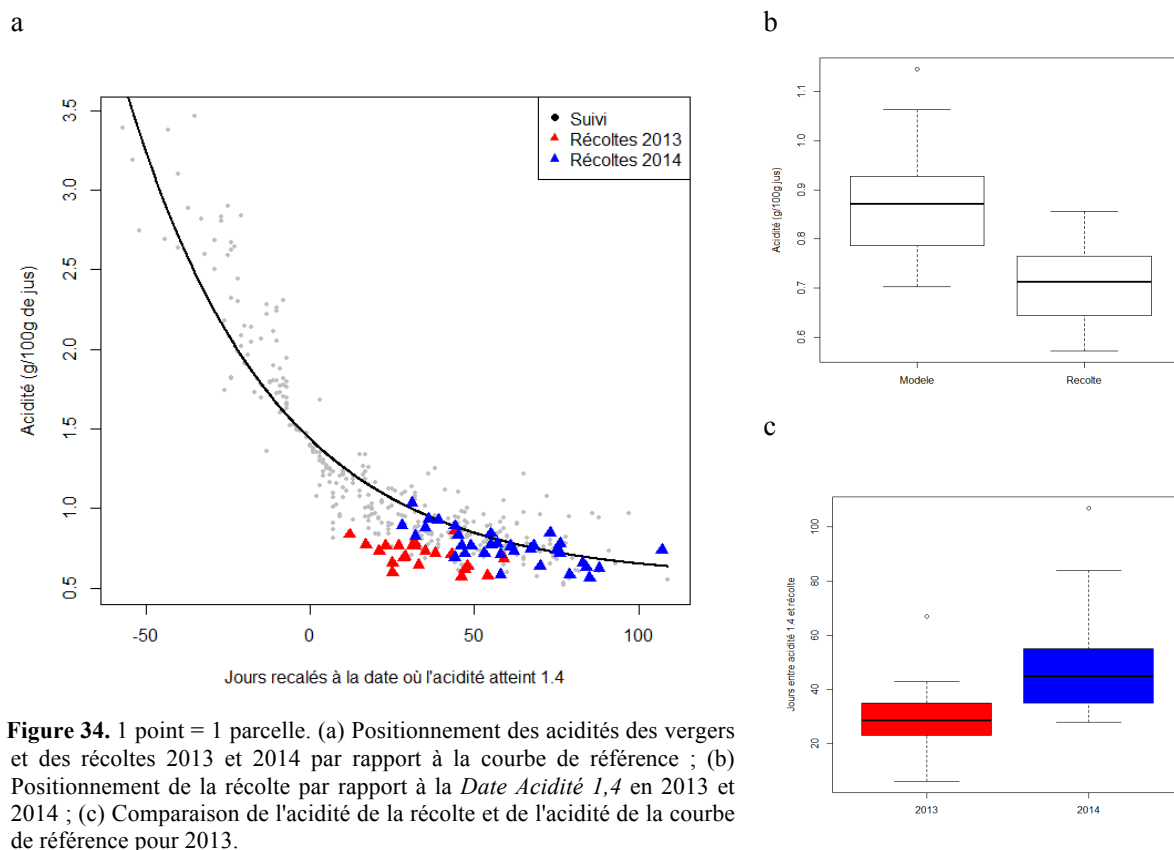 a
3.5
3.0
2.5
2.0
1.5
1.0
0.5
Acidité (g/100g de jus)
-50
0
50
100
Jours recalés à la date où l'acidité atteint 1.4
Suivi
Récoltes 2013
Récoltes 2014
b
1.1
1.0
0.9
0.8
0.7
0.6
Acidité (g/100g jus)
Modele
Recolte
c
100
80
60
40
20
Jours entre acidité 1.4 et récolte
2013
2014
Figure 34. 1 point = 1 parcelle. (a) Positionnement des acidités des vergers
et des récoltes 2013 et 2014 par rapport à la courbe de référence ; (b)
Positionnement de la récolte par rapport à la Date Acidité 1,4 en 2013 et
2014 ; (c) Comparaison de l'acidité de la récolte et de l'acidité de la courbe
de référence pour 2013.